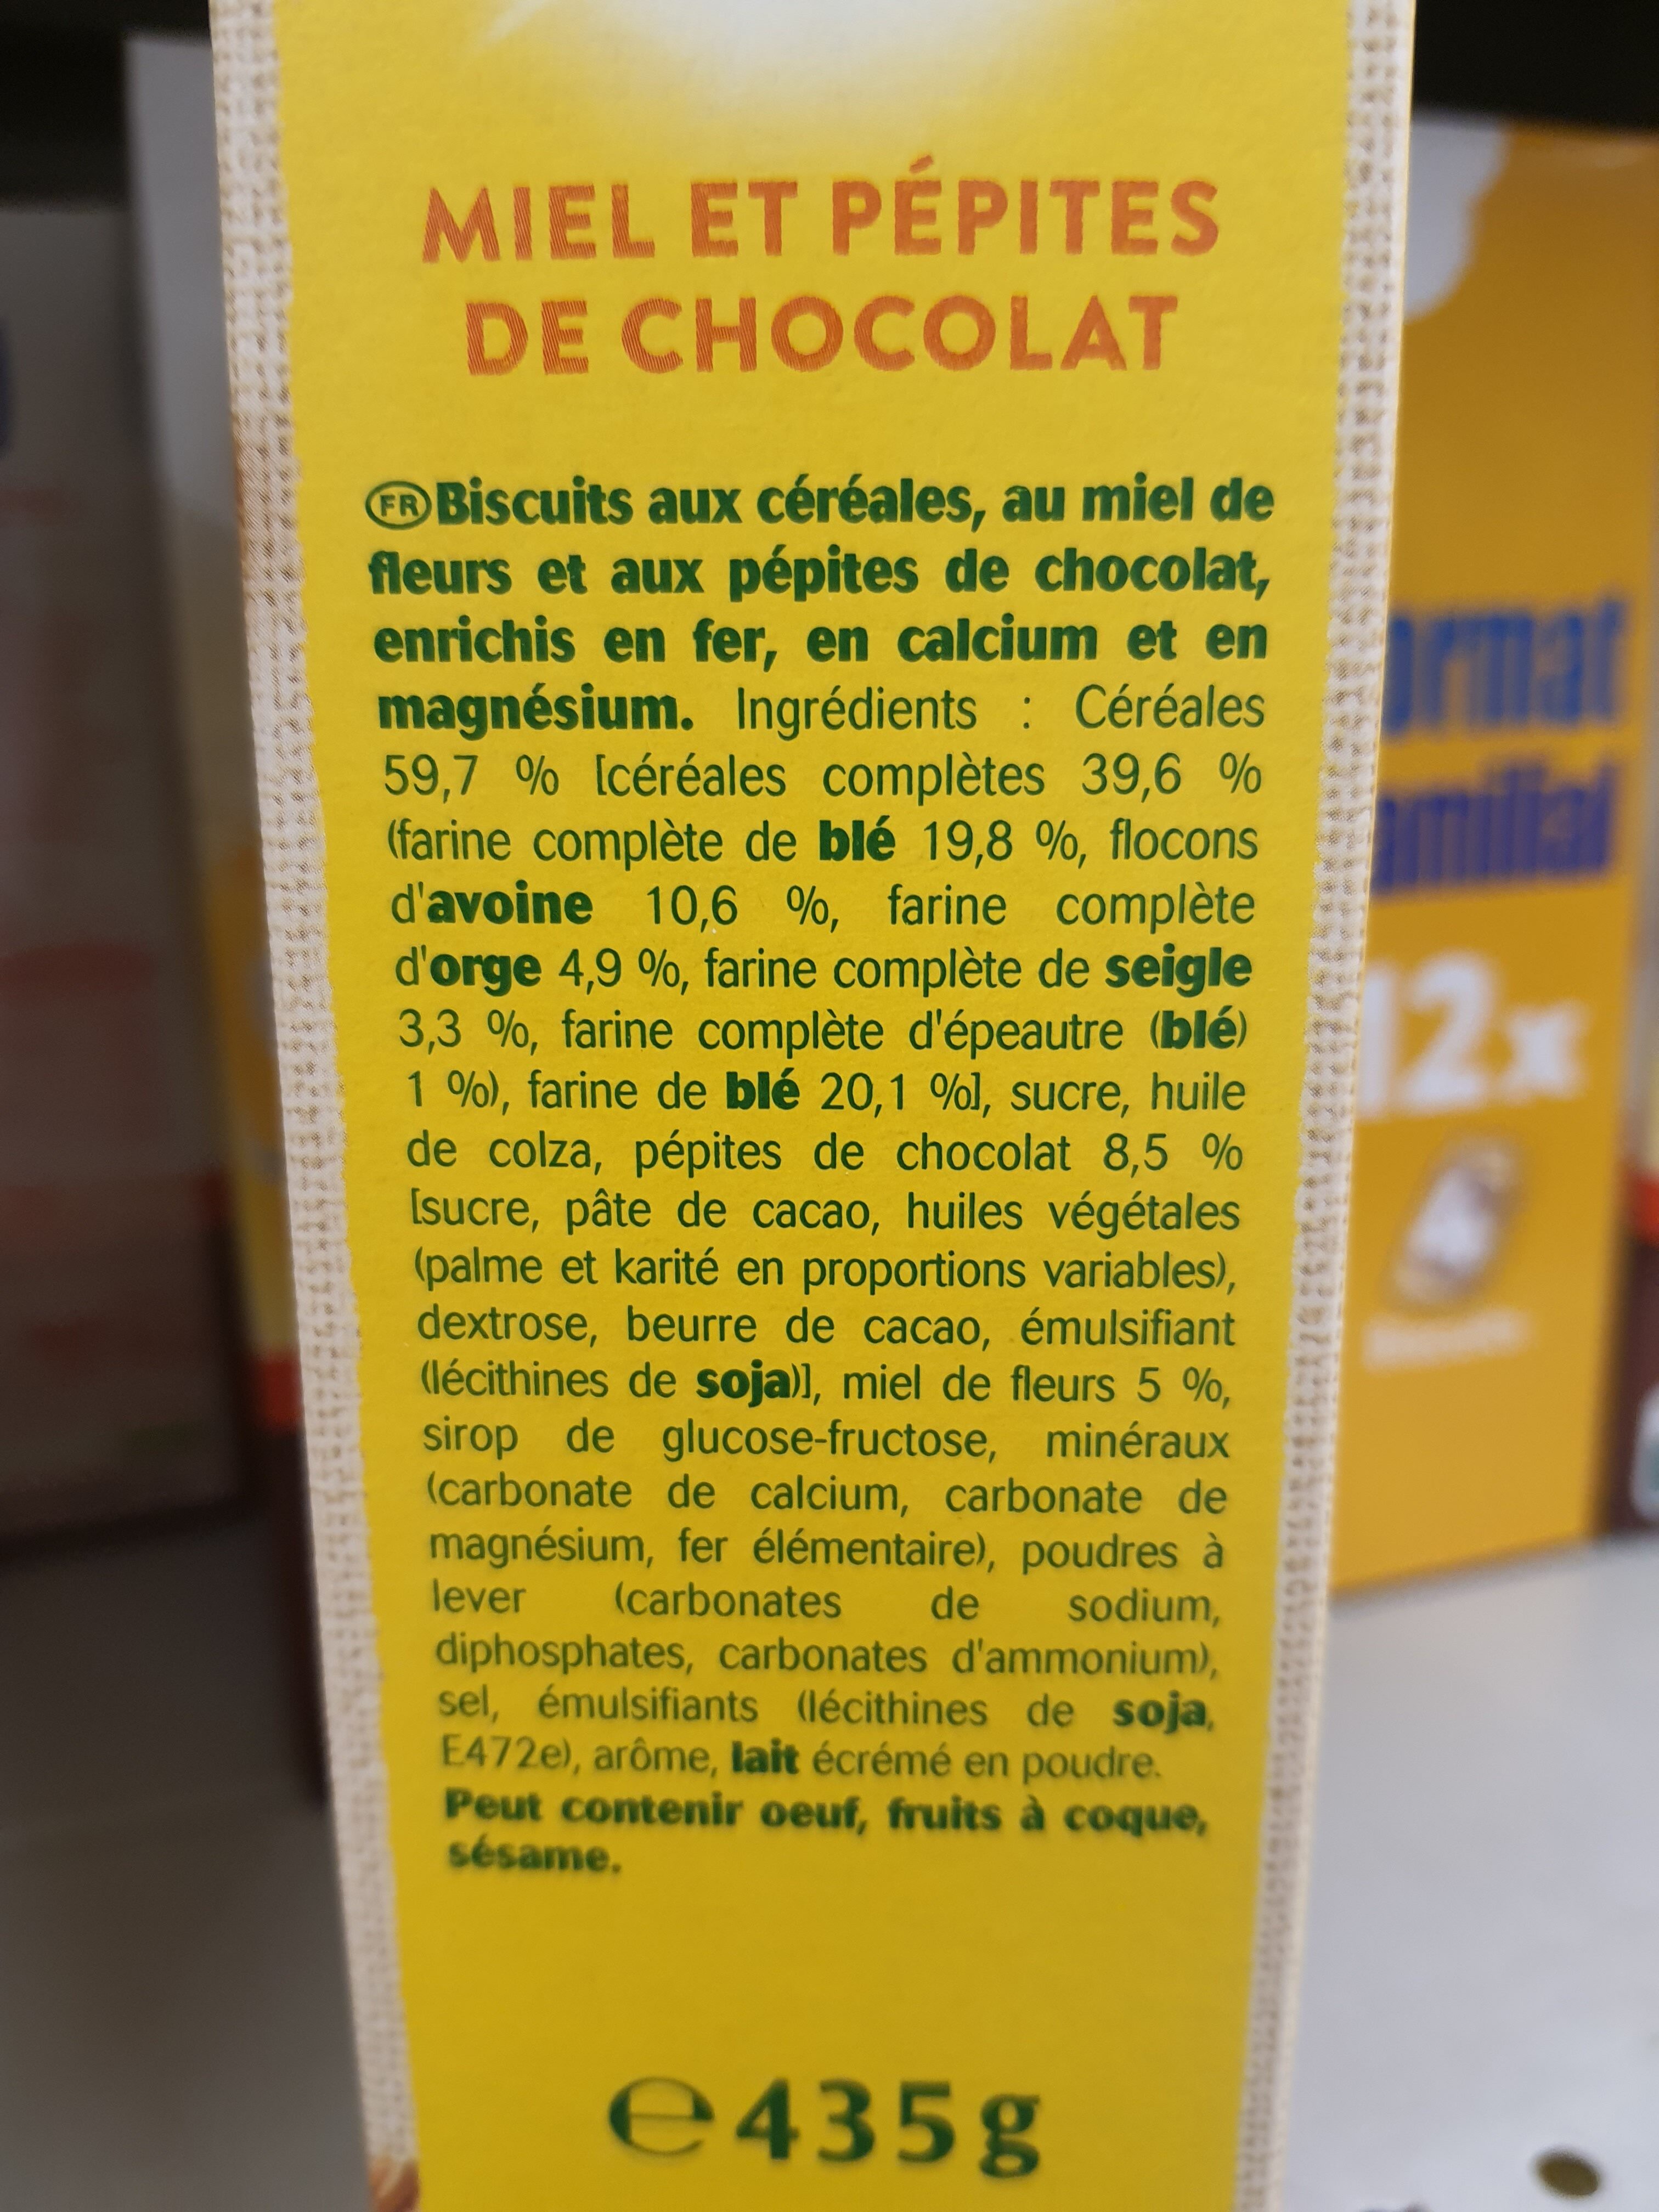 MIEL ET PÉPITES
DE CHOCOLAT
FR Biscuits aux céréales, au miel de
fleurs et aux pépites de chocolat,
enrichis en fer, en calcium et en
magnésium. Ingrédients : Céréales
59,7 % [céréales complètes 39,6 %
(farine complète de blé 19,8 %, flocons
d'avoine 10,6 %, farine complète
d'orge 4,9 %, farine complète de seigle
3,3 %, farine complète d'épeautre (blé)
1 %), farine de blé 20,1 %], sucre, huile
de colza, pépites de chocolat 8,5 %
[sucre, pâte de cacao, huiles végétales
(palme et karité en proportions variables),
dextrose, beurre de cacao, émulsifiant
(lécithines de soja)], miel de fleurs 5 %,
sirop de glucose-fructose, minéraux
(carbonate de calcium, carbonate de
magnésium, fer élémentaire), poudres à
lever (carbonates de sodium,
diphosphates, carbonates d'ammonium),
sel, émulsifiants (lécithines de soja,
E472e), arôme, lait écrémé en poudre.
Peut contenir oeuf, fruits à coque,
sésame.
℮435g
ormat
amilial
12x